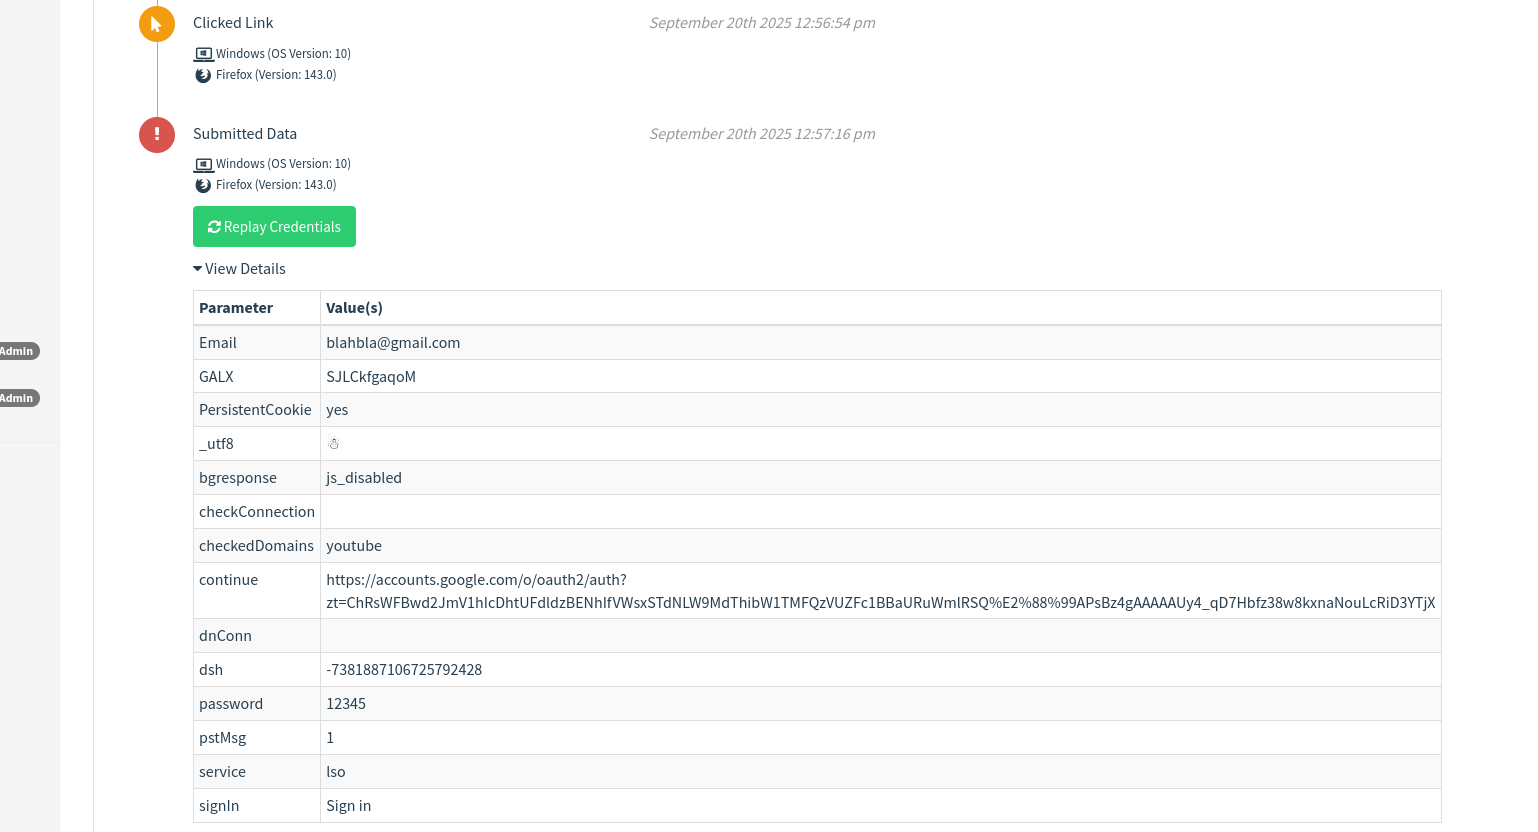 Clicked Link September 20th 2025 12:56:54 pm
Windows (OS Version: 10)
Firefox (Version: 143.0)
Submitted Data September 20th 2025 12:57:16 pm
Windows (OS Version: 10)
Firefox (Version: 143.0)
Replay Credentials
View Details
Parameter Value(s)
Email blahbla@gmail.com
Admin
GALX SJLCkfgaqoM
Admin
PersistentCookie yes
_utf8 ☃
bgresponse js_disabled
checkConnection
checkedDomains youtube
continue https://accounts.google.com/o/oauth2/auth?
zt=ChRsWFBwd2JmV1hIcDhtUFdldzBENhIfVWsxSTdNLW9MdThibW1TMFQzVUZFc1BBaURuWmlRSQ%E2%88%99APsBz4gAAAAAUy4_qD7Hbfz38w8kxnaNouLcRiD3YTjX
dnConn
dsh -7381887106725792428
password 12345
pstMsg 1
service lso
signIn Sign in